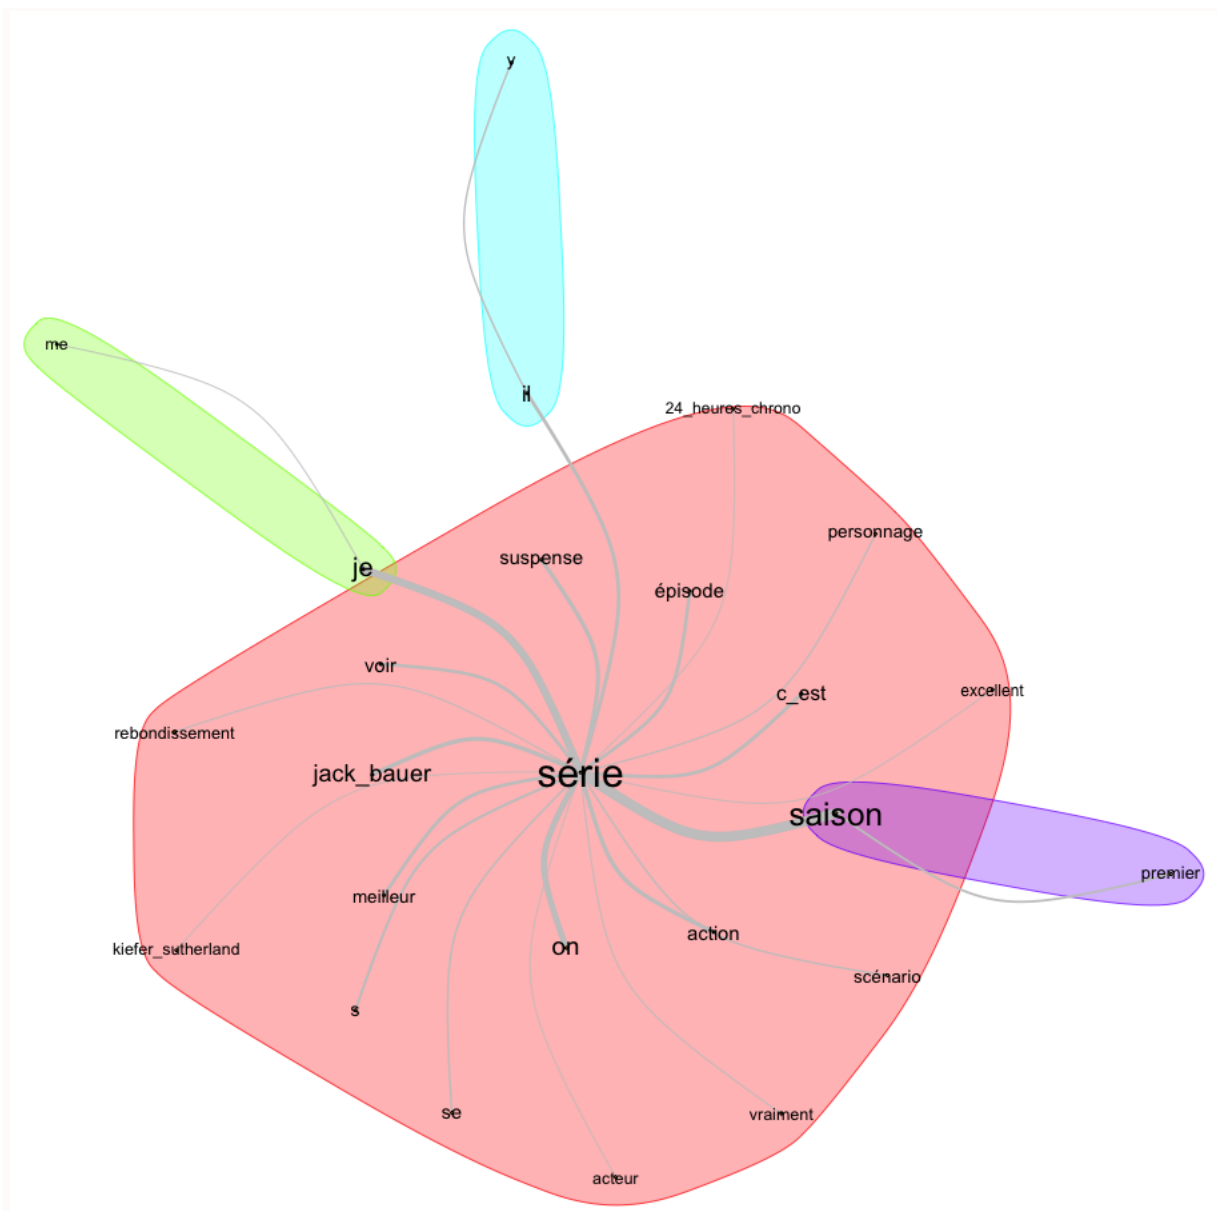 y
me
il
24_heures_chrono
personnage
suspense
je
épisode
voir
c_est
excellent
rebondissement
jack_bauer
série
saison
premier
meilleur
action
on
kiefer_sutherland
scénario
s
se
vraiment
acteur